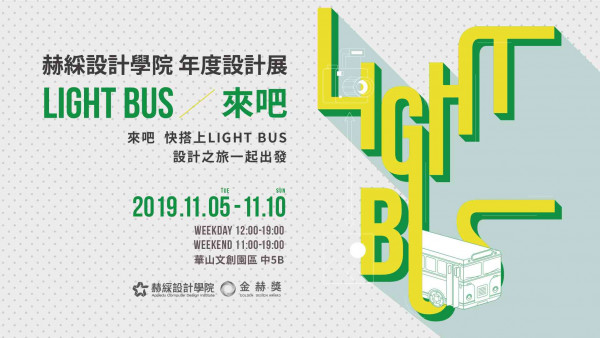 赫綵設計學院 年度設計展
LIGHT BUS／來吧
來吧 快搭上LIGHT BUS
設計之旅一起出發
TUE SUN
2019.11.05-11.10
WEEKDAY 12:00-19:00
WEEKEND 11:00-19:00
華山文創園區 中5B
赫綵設計學院 金赫獎
LIGHT
BUS